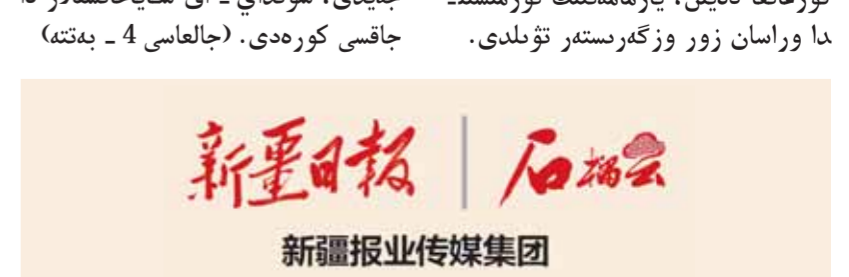 جاقسى كورەدى. (جالعاسى 4 ـ بەتتە)
دا وراسان زور وزگەرىستەر تۋىلدى.
新疆日报
石榴云
新疆报业传媒集团